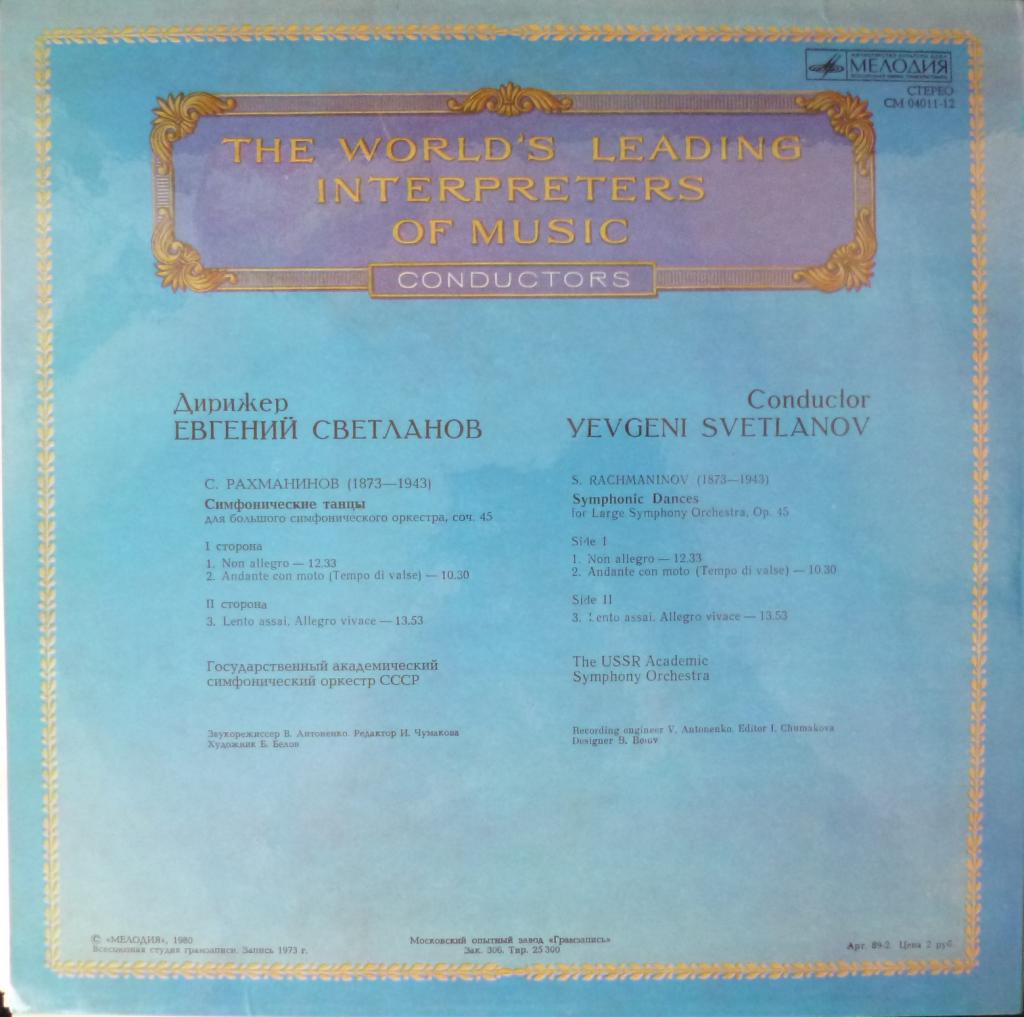 МЕЛОДИЯ
СТЕРЕО
СМ 04011-12
THE WORLD'S LEADING
INTERPRETERS
OF MUSIC
CONDUCTORS
Дирижер
ЕВГЕНИЙ СВЕТЛАНОВ
С. РАХМАНИНОВ (1873—1943)
Симфонические танцы
для большого симфонического оркестра, соч. 45
I сторона
1. Non allegro — 12.33
2. Andante con moto (Tempo di valse) — 10.30
II сторона
3. Lento assai. Allegro vivace — 13.53
Государственный академический
симфонический оркестр СССР
Звукорежиссер В. Антоненко. Редактор И. Чумакова
Художник Б. Белов
Conductor
YEVGENI SVETLANOV
S. RACHMANINOV (1873—1943)
Symphonic Dances
for Large Symphony Orchestra, Op. 45
Side I
1. Non allegro — 12.33
2. Andante con moto (Tempo di valse) — 10.30
Side II
3. Lento assai. Allegro vivace — 13.53
The USSR Academic
Symphony Orchestra
Recording engineer V. Antonenko. Editor I. Chumakova
Designer B.
© «МЕЛОДИЯ», 1980
Всесоюзная студия грамзаписи. Запись 1973 г.
Московский опытный завод «Грамзапись»
Зак. 306. Тир. 25 300
Арт. 89-2. Цена 2 руб.